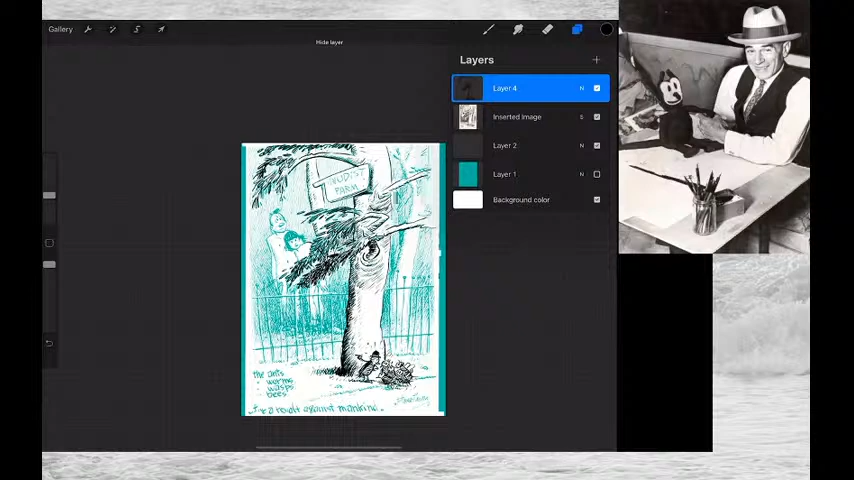 Gallery
Hide layer
Layers
Layer 4 N
Inserted Image S
Layer 2 N
Layer 1 N
Background color
NUDIST
FARM
the ants
worms
wasps
bees
a revolt against mankind.